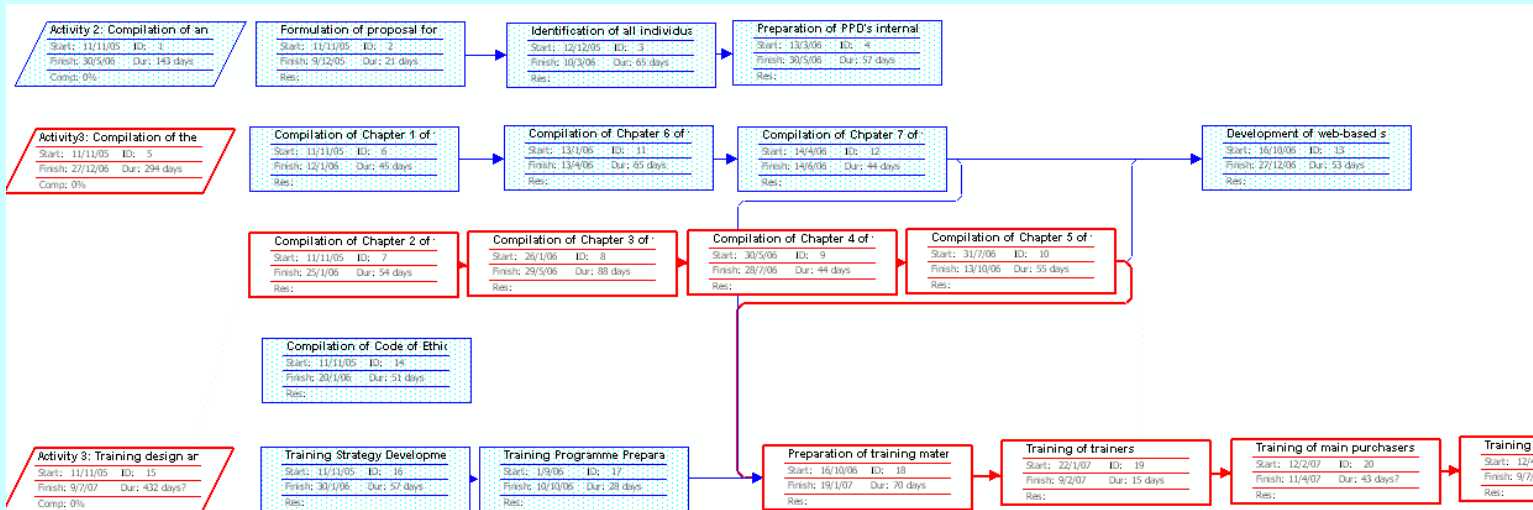 Activity 2: Compilation of an
Start: 11/11/05 ID: 1
Finish: 30/5/06 Dur: 143 days
Comp: 0%
Formulation of proposal for
Start: 11/11/05 ID: 2
Finish: 9/12/05 Dur: 21 days
Res:
Identification of all individua
Start: 12/12/05 ID: 3
Finish: 10/3/06 Dur: 65 days
Res:
Preparation of PPD's internal
Start: 13/3/06 ID: 4
Finish: 30/5/06 Dur: 57 days
Res:
Activity3: Compilation of the
Start: 11/11/05 ID: 5
Finish: 27/12/06 Dur: 294 days
Comp: 0%
Compilation of Chapter 1 of
Start: 11/11/05 ID: 6
Finish: 12/1/06 Dur: 45 days
Res:
Compilation of Chpater 6 of
Start: 13/1/06 ID: 11
Finish: 13/4/06 Dur: 65 days
Res:
Compilation of Chpater 7 of
Start: 14/4/06 ID: 12
Finish: 14/6/06 Dur: 44 days
Res:
Development of web-based s
Start: 16/10/06 ID: 13
Finish: 27/12/06 Dur: 53 days
Res:
Compilation of Chapter 2 of
Start: 11/11/05 ID: 7
Finish: 25/1/06 Dur: 54 days
Res:
Compilation of Chapter 3 of
Start: 26/1/06 ID: 8
Finish: 29/5/06 Dur: 88 days
Res:
Compilation of Chapter 4 of
Start: 30/5/06 ID: 9
Finish: 28/7/06 Dur: 44 days
Res:
Compilation of Chapter 5 of
Start: 31/7/06 ID: 10
Finish: 13/10/06 Dur: 55 days
Res:
Compilation of Code of Ethic
Start: 11/11/05 ID: 14
Finish: 20/1/06 Dur: 51 days
Res:
Activity 3: Training design ar
Start: 11/11/05 ID: 15
Finish: 9/7/07 Dur: 432 days?
Comp: 0%
Training Strategy Developme
Start: 11/11/05 ID: 16
Finish: 30/1/06 Dur: 57 days
Res:
Training Programme Prepara
Start: 1/9/06 ID: 17
Finish: 10/10/06 Dur: 28 days
Res:
Preparation of training mater
Start: 16/10/06 ID: 18
Finish: 19/1/07 Dur: 70 days
Res:
Training of trainers
Start: 22/1/07 ID: 19
Finish: 9/2/07 Dur: 15 days
Res:
Training of main purchasers
Start: 12/2/07 ID: 20
Finish: 11/4/07 Dur: 43 days?
Res:
Training
Start: 12/4
Finish: 9/7/
Res: